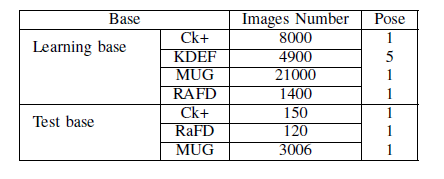 Base Images Number Pose
Learning base Ck+ 8000 1
KDEF 4900 5
MUG 21000 1
RAFD 1400 1
Test base Ck+ 150 1
RaFD 120 1
MUG 3006 1